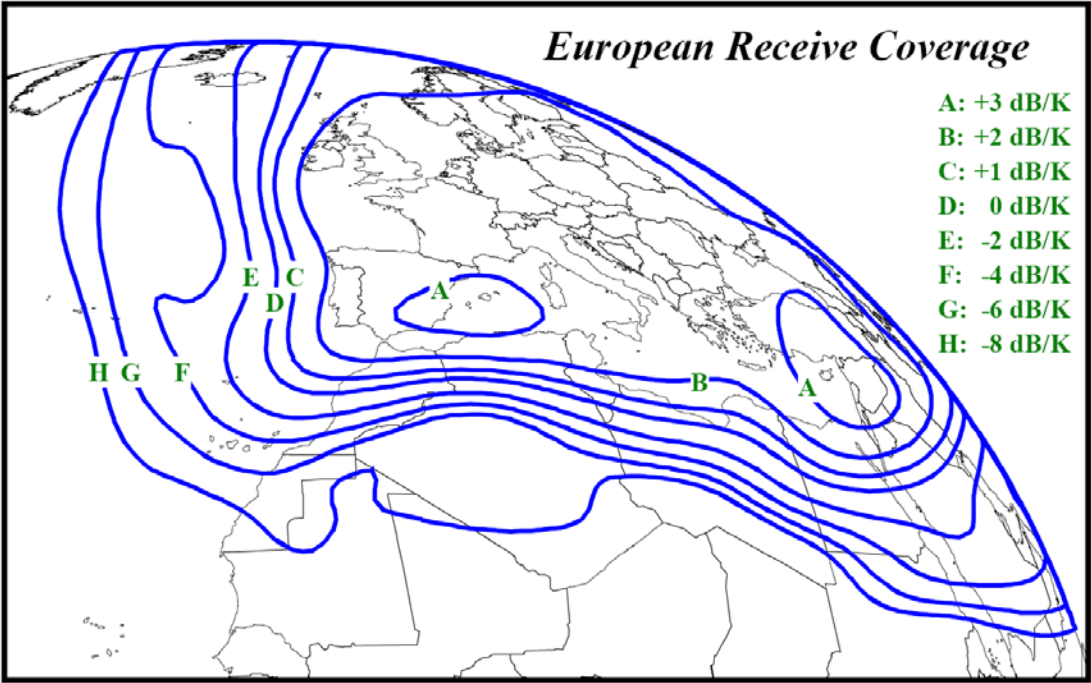 European Receive Coverage
A: +3 dB/K
B: +2 dB/K
C: +1 dB/K
D: 0 dB/K
E: -2 dB/K
F: -4 dB/K
G: -6 dB/K
H: -8 dB/K
E C
A
D
H G F
B
A